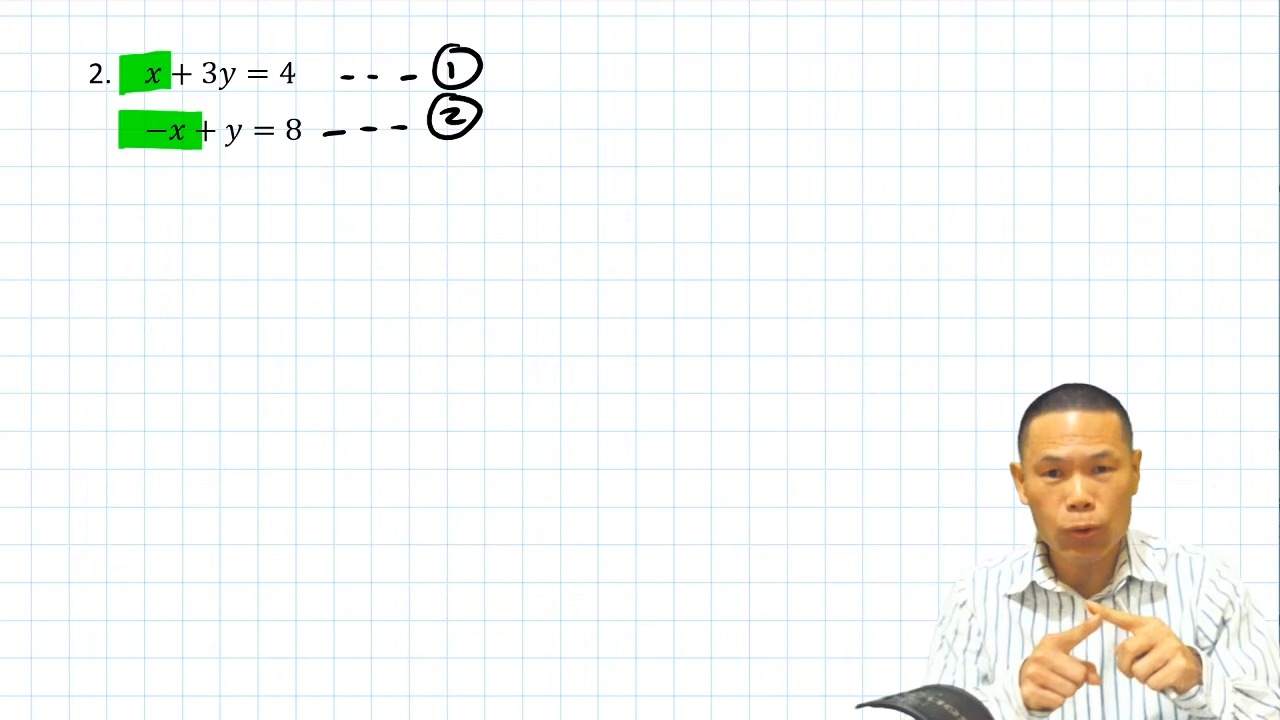 2. x + 3y = 4 - - - ①
−x + y = 8 - - - ②